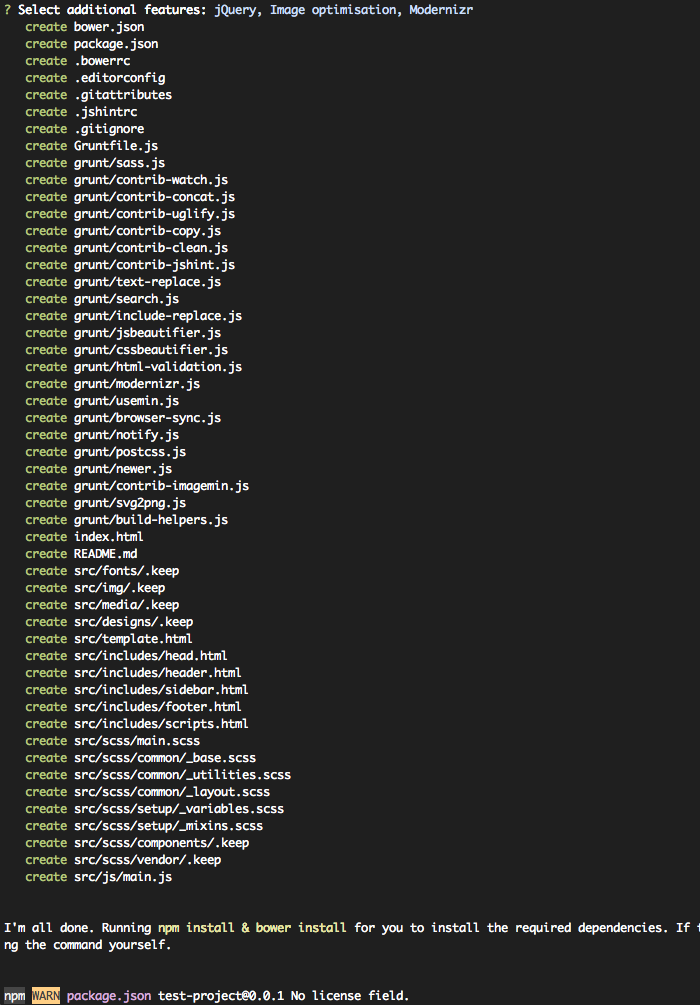 ? Select additional features: jQuery, Image optimisation, Modernizr
create bower.json
create package.json
create .bowerrc
create .editorconfig
create .gitattributes
create .jshintrc
create .gitignore
create Gruntfile.js
create grunt/sass.js
create grunt/contrib-watch.js
create grunt/contrib-concat.js
create grunt/contrib-uglify.js
create grunt/contrib-copy.js
create grunt/contrib-clean.js
create grunt/contrib-jshint.js
create grunt/text-replace.js
create grunt/search.js
create grunt/include-replace.js
create grunt/jsbeautifier.js
create grunt/cssbeautifier.js
create grunt/html-validation.js
create grunt/modernizr.js
create grunt/usemin.js
create grunt/browser-sync.js
create grunt/notify.js
create grunt/postcss.js
create grunt/newer.js
create grunt/contrib-imagemin.js
create grunt/svg2png.js
create grunt/build-helpers.js
create index.html
create README.md
create src/fonts/.keep
create src/img/.keep
create src/media/.keep
create src/designs/.keep
create src/template.html
create src/includes/head.html
create src/includes/header.html
create src/includes/sidebar.html
create src/includes/footer.html
create src/includes/scripts.html
create src/scss/main.scss
create src/scss/common/_base.scss
create src/scss/common/_utilities.scss
create src/scss/common/_layout.scss
create src/scss/setup/_variables.scss
create src/scss/setup/_mixins.scss
create src/scss/components/.keep
create src/scss/vendor/.keep
create src/js/main.js
I'm all done. Running npm install & bower install for you to install the required dependencies. If
ng the command yourself.
npm WARN package.json test-project@0.0.1 No license field.